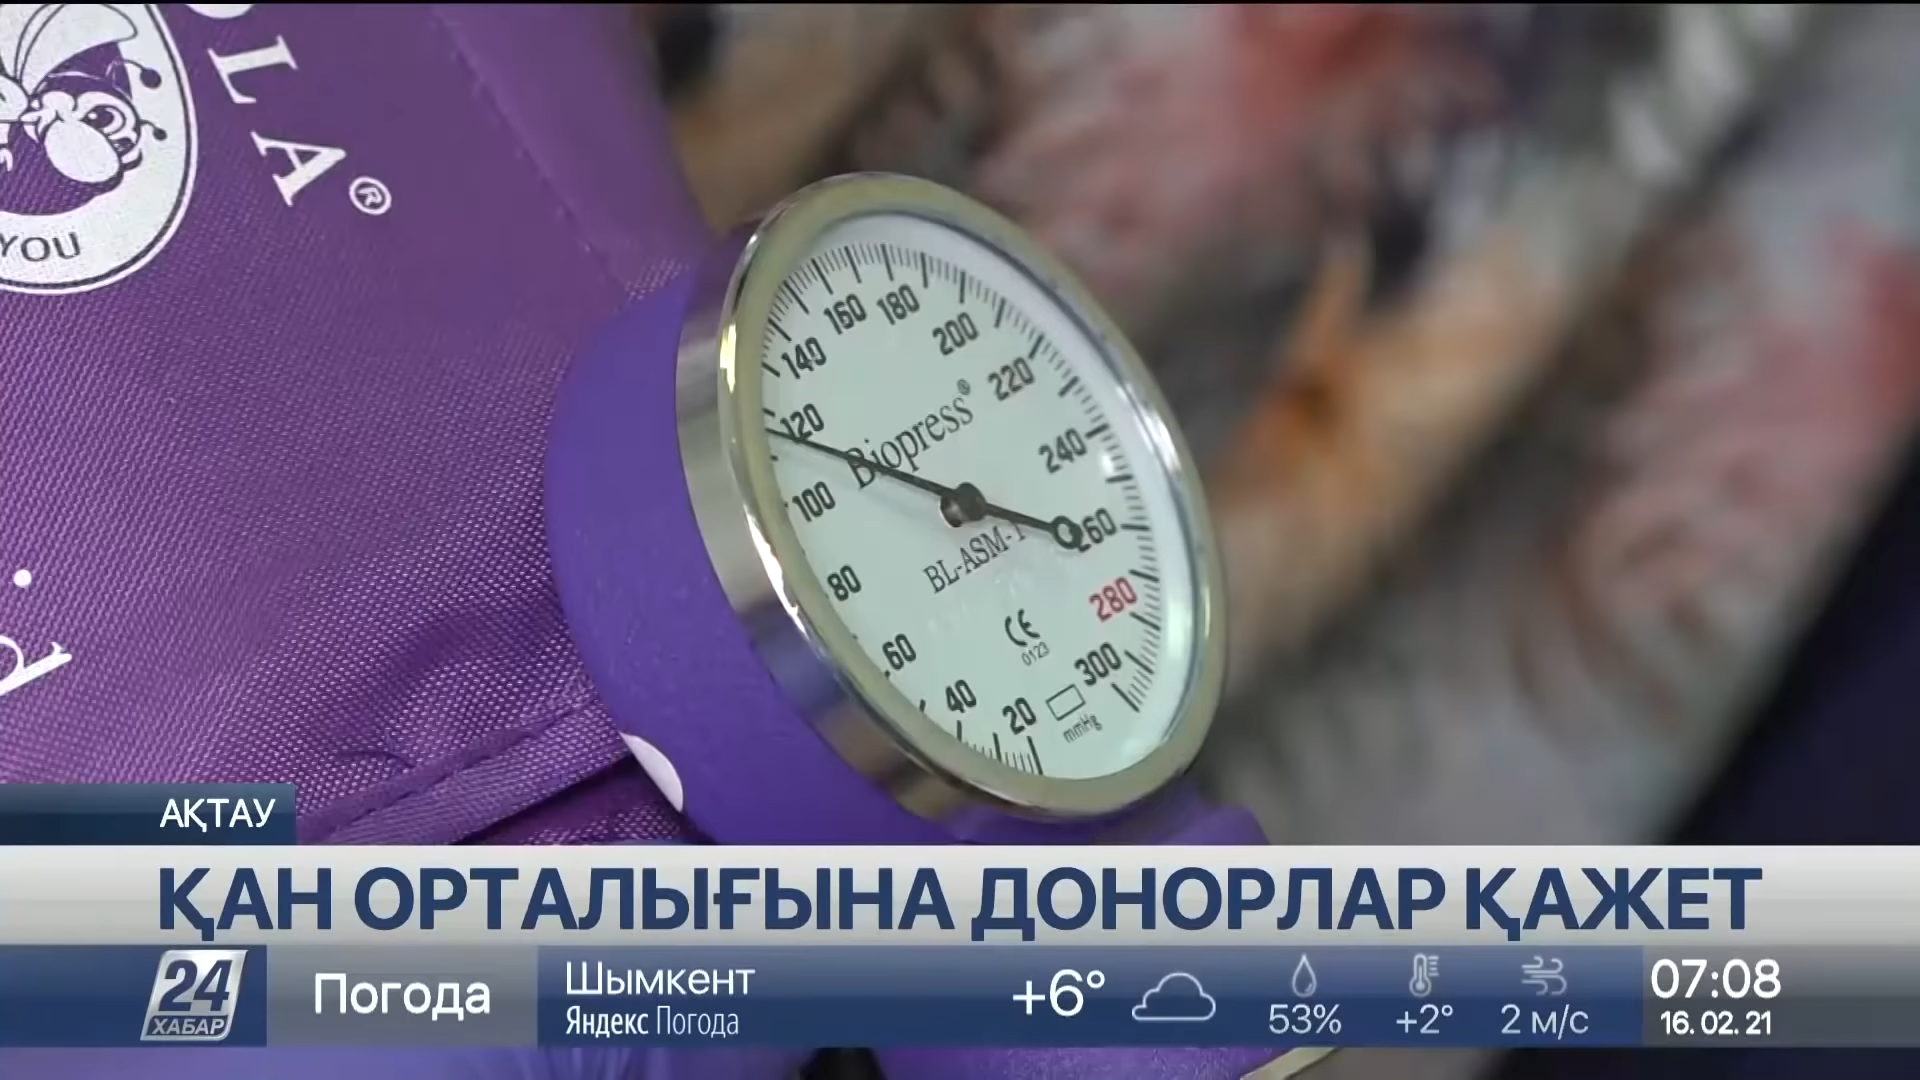 OLA®
YOU
140
160
180
200
220
120
Biopress®
240
100
BL-ASM-1
260
80
280
CE
0123
60
300
40
20
mmHg
АҚТАУ
ҚАН ОРТАЛЫҒЫНА ДОНОРЛАР ҚАЖЕТ
24
ХАБАР
Погода
Шымкент
Яндекс Погода
+6°
53%
+2°
2 м/с
07:08
16. 02. 21